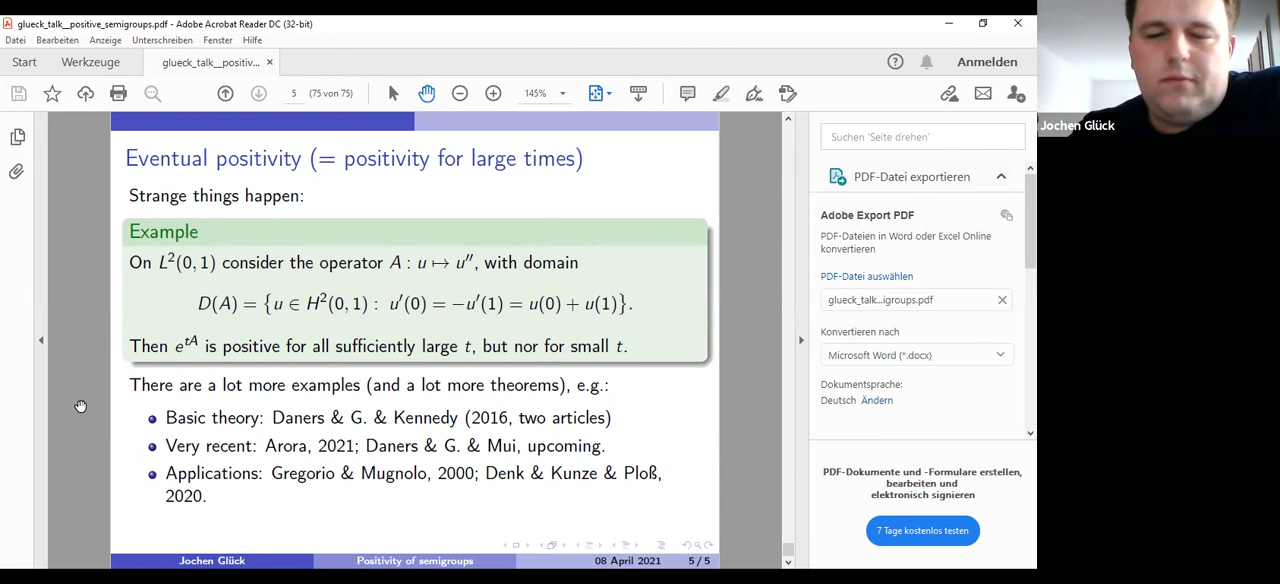 glueck_talk__positive_semigroups.pdf - Adobe Acrobat Reader DC (32-bit)
Datei Bearbeiten Anzeige Unterschreiben Fenster Hilfe
Start Werkzeuge glueck_talk__positiv... × Anmelden
5 (75 von 75) 145%
Jochen Glück
Eventual positivity (= positivity for large times)
Strange things happen:
Example
On L²(0, 1) consider the operator A : u ↦ u′′, with domain
D(A) = {u ∈ H²(0, 1) : u′(0) = −u′(1) = u(0) + u(1)}.
Then e^{tA} is positive for all sufficiently large t, but nor for small t.
There are a lot more examples (and a lot more theorems), e.g.:
• Basic theory: Daners & G. & Kennedy (2016, two articles)
• Very recent: Arora, 2021; Daners & G. & Mui, upcoming.
• Applications: Gregorio & Mugnolo, 2000; Denk & Kunze & Ploß,
2020.
Jochen Glück Positivity of semigroups 08 April 2021 5 / 5
Suchen 'Seite drehen'
PDF-Datei exportieren
Adobe Export PDF
PDF-Dateien in Word oder Excel Online
konvertieren
PDF-Datei auswählen
glueck_talk...igroups.pdf
Konvertieren nach
Microsoft Word (*.docx)
Dokumentsprache:
Deutsch Ändern
PDF-Dokumente und -Formulare erstellen,
bearbeiten und
elektronisch signieren
7 Tage kostenlos testen